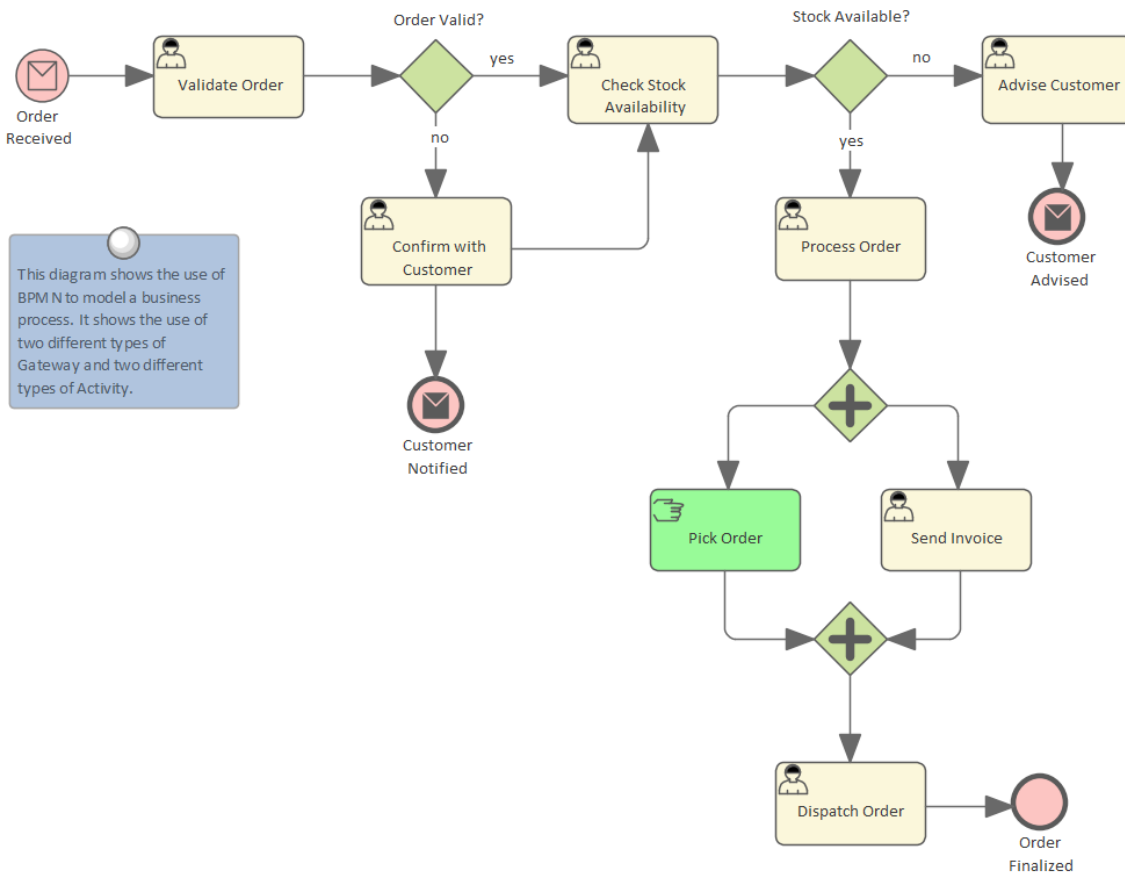 Order Valid?
Stock Available?
yes
no
Validate Order
Check Stock
Availability
Advise Customer
Order
Received
no
yes
Confirm with
Customer
Process Order
Customer
Advised
This diagram shows the use of
BPMN to model a business
process. It shows the use of
two different types of
Gateway and two different
types of Activity.
Customer
Notified
Pick Order
Send Invoice
Dispatch Order
Order
Finalized